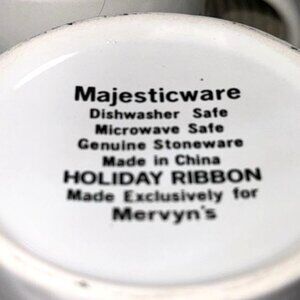 Majesticware
Dishwasher Safe
Microwave Safe
Genuine Stoneware
Made in China
HOLIDAY RIBBON
Made Exclusively for
Mervyn's